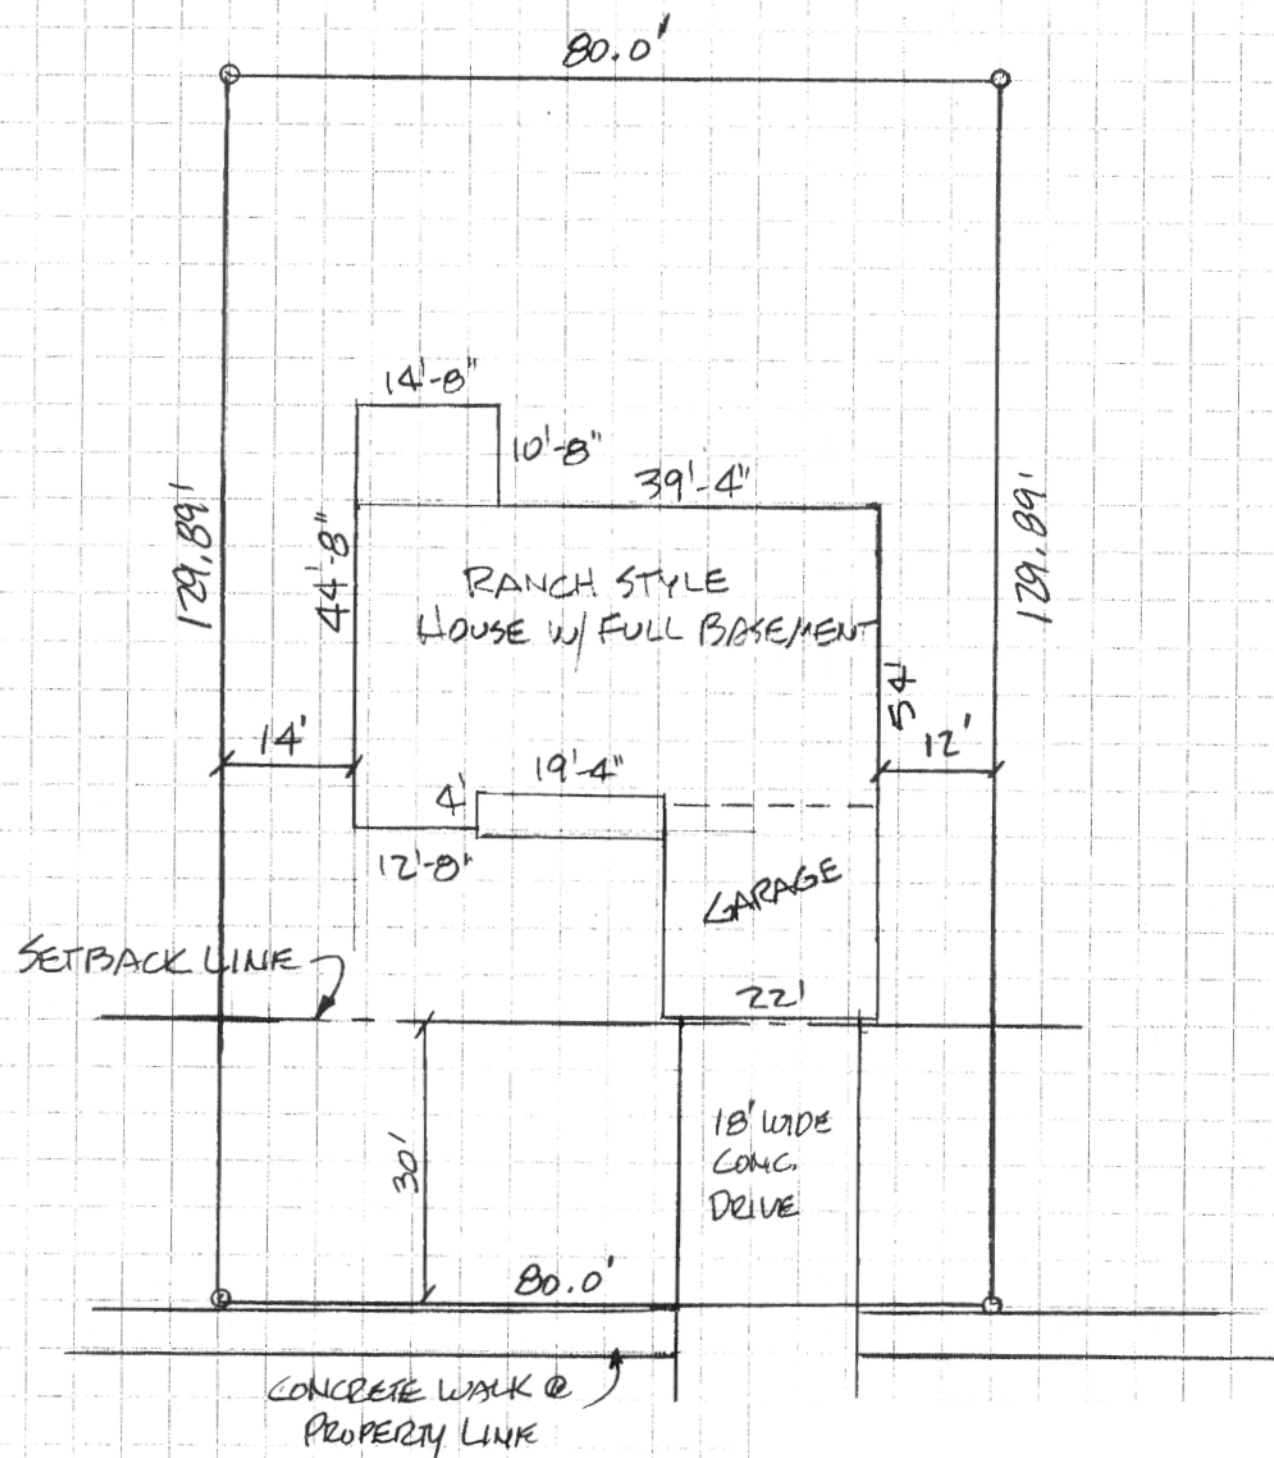 80.0'
14'-8"
10'-8"
39'-4"
129.89'
44'-8"
129.89'
RANCH STYLE
HOUSE W/ FULL BASEMENT
54'
14'
12'
19'-4"
4'
12'-8"
GARAGE
SETBACK LINE
22'
18' WIDE
CONC.
DRIVE
30'
80.0'
CONCRETE WALK @
PROPERTY LINE